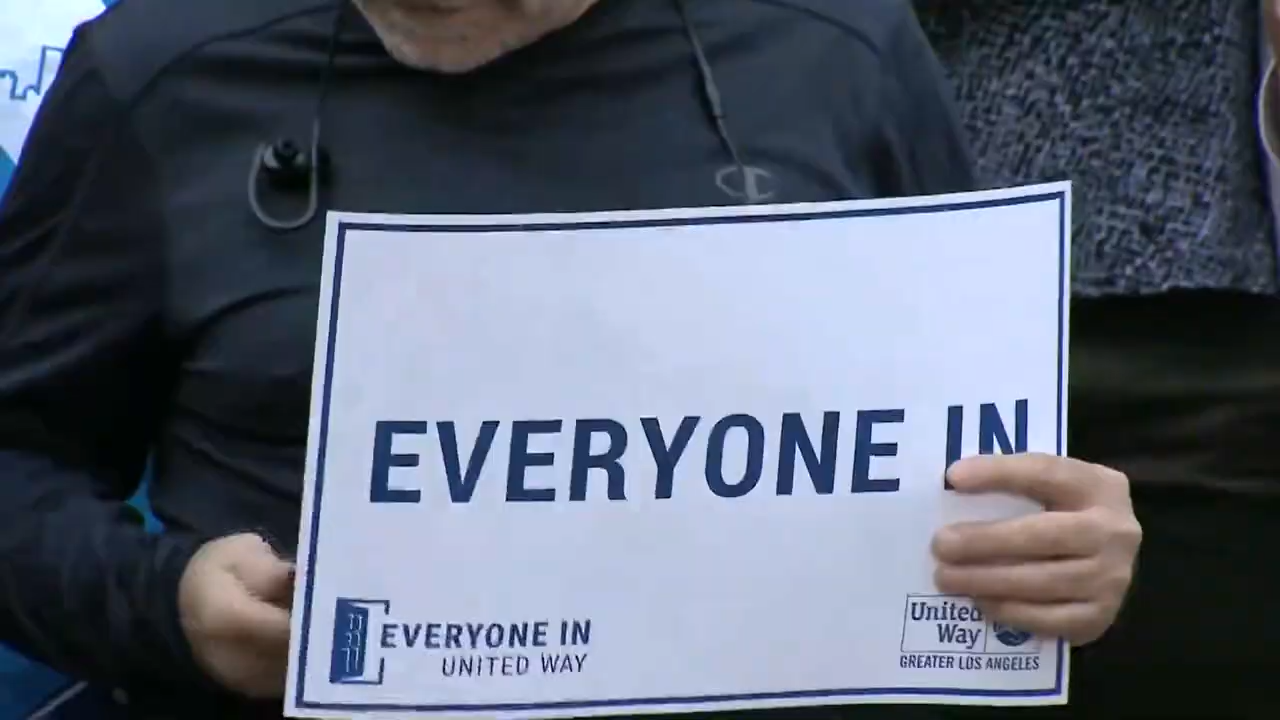 EVERYONE IN
EVERYONE IN
UNITED WAY
United
Way
GREATER LOS ANGELES